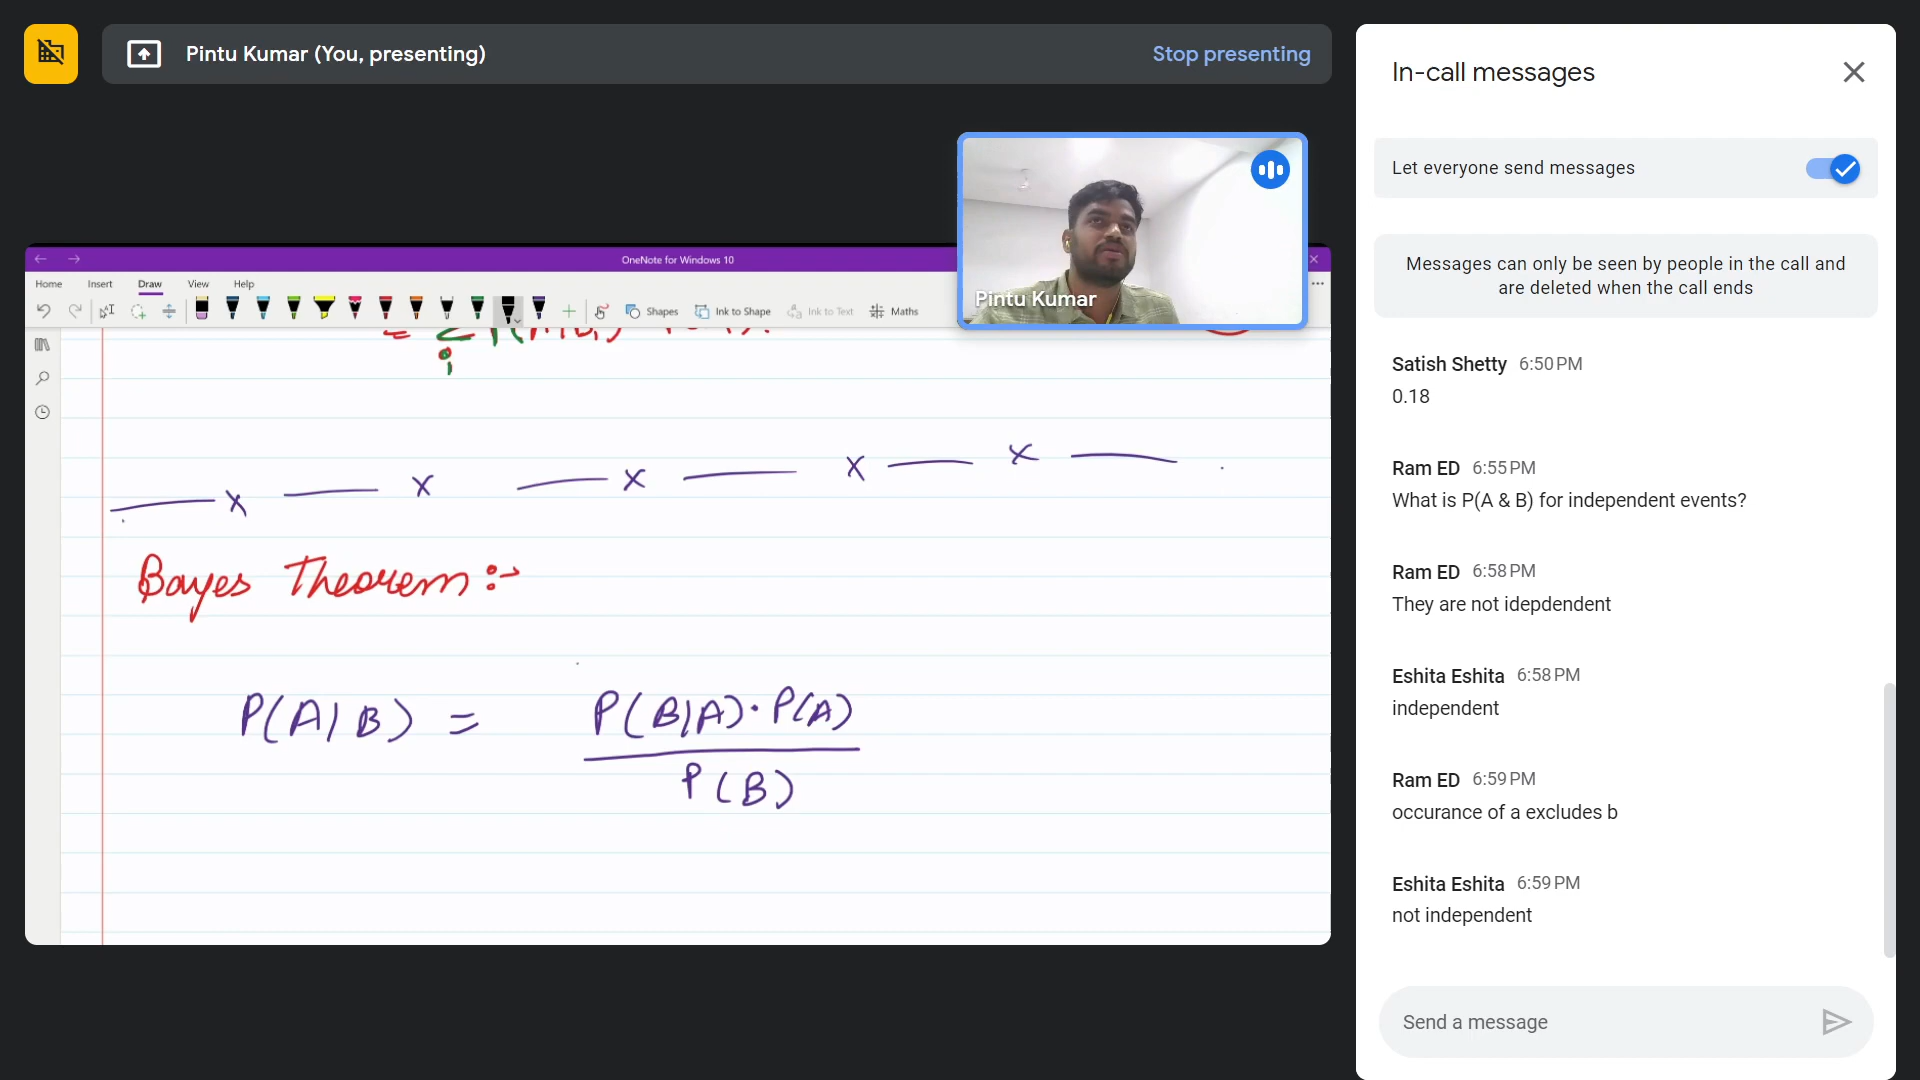 Pintu Kumar (You, presenting)
Stop presenting
Pintu Kumar
OneNote for Windows 10
Home Insert Draw View Help
Shapes Ink to Shape Ink to Text Maths
x x x x x
Bayes Theorem :-
P(A|B) = P(B|A) · P(A)
P(B)
In-call messages
Let everyone send messages
Messages can only be seen by people in the call and
are deleted when the call ends
Satish Shetty 6:50 PM
0.18
Ram ED 6:55 PM
What is P(A & B) for independent events?
Ram ED 6:58 PM
They are not idepdendent
Eshita Eshita 6:58 PM
independent
Ram ED 6:59 PM
occurance of a excludes b
Eshita Eshita 6:59 PM
not independent
Send a message